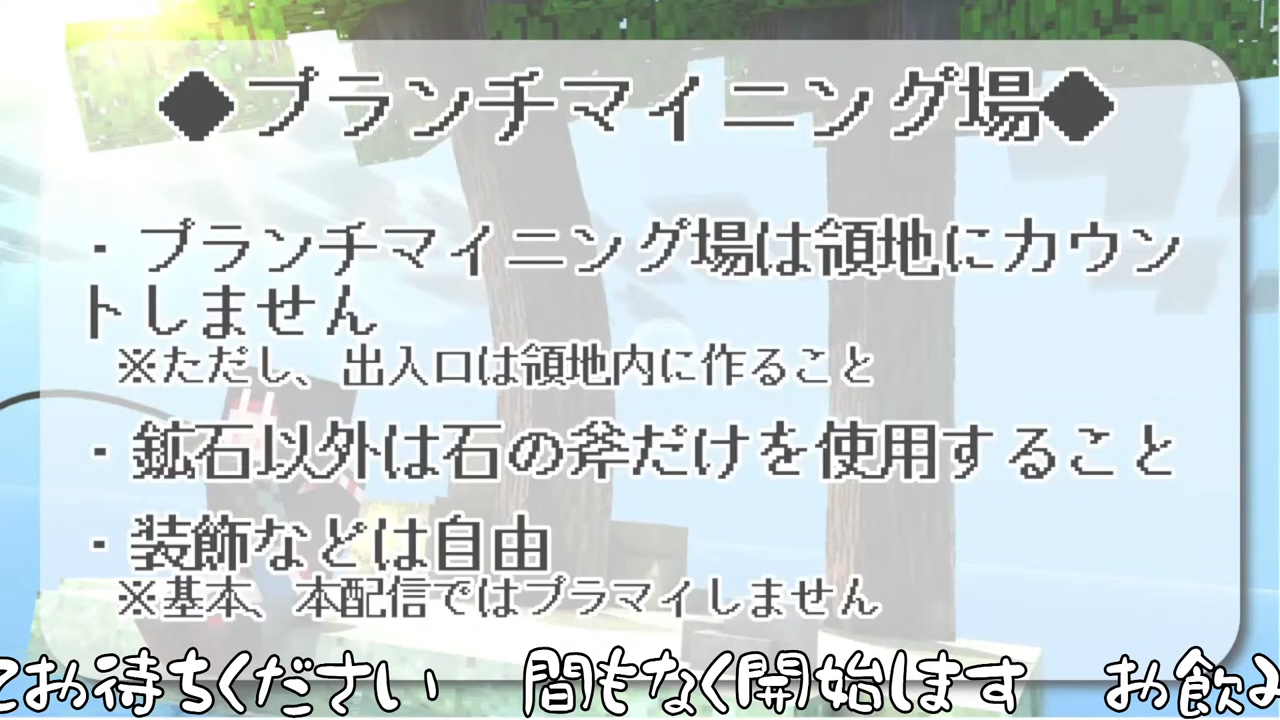 ◆ブランチマイニング場◆
・ブランチマイニング場は領地にカウン
トしません
※ただし、出入口は領地内に作ること
・鉱石以外は石の斧だけを使用すること
・装飾などは自由
※基本、本配信ではブラマイしません
てお待ちください　間もなく開始します　お飲み